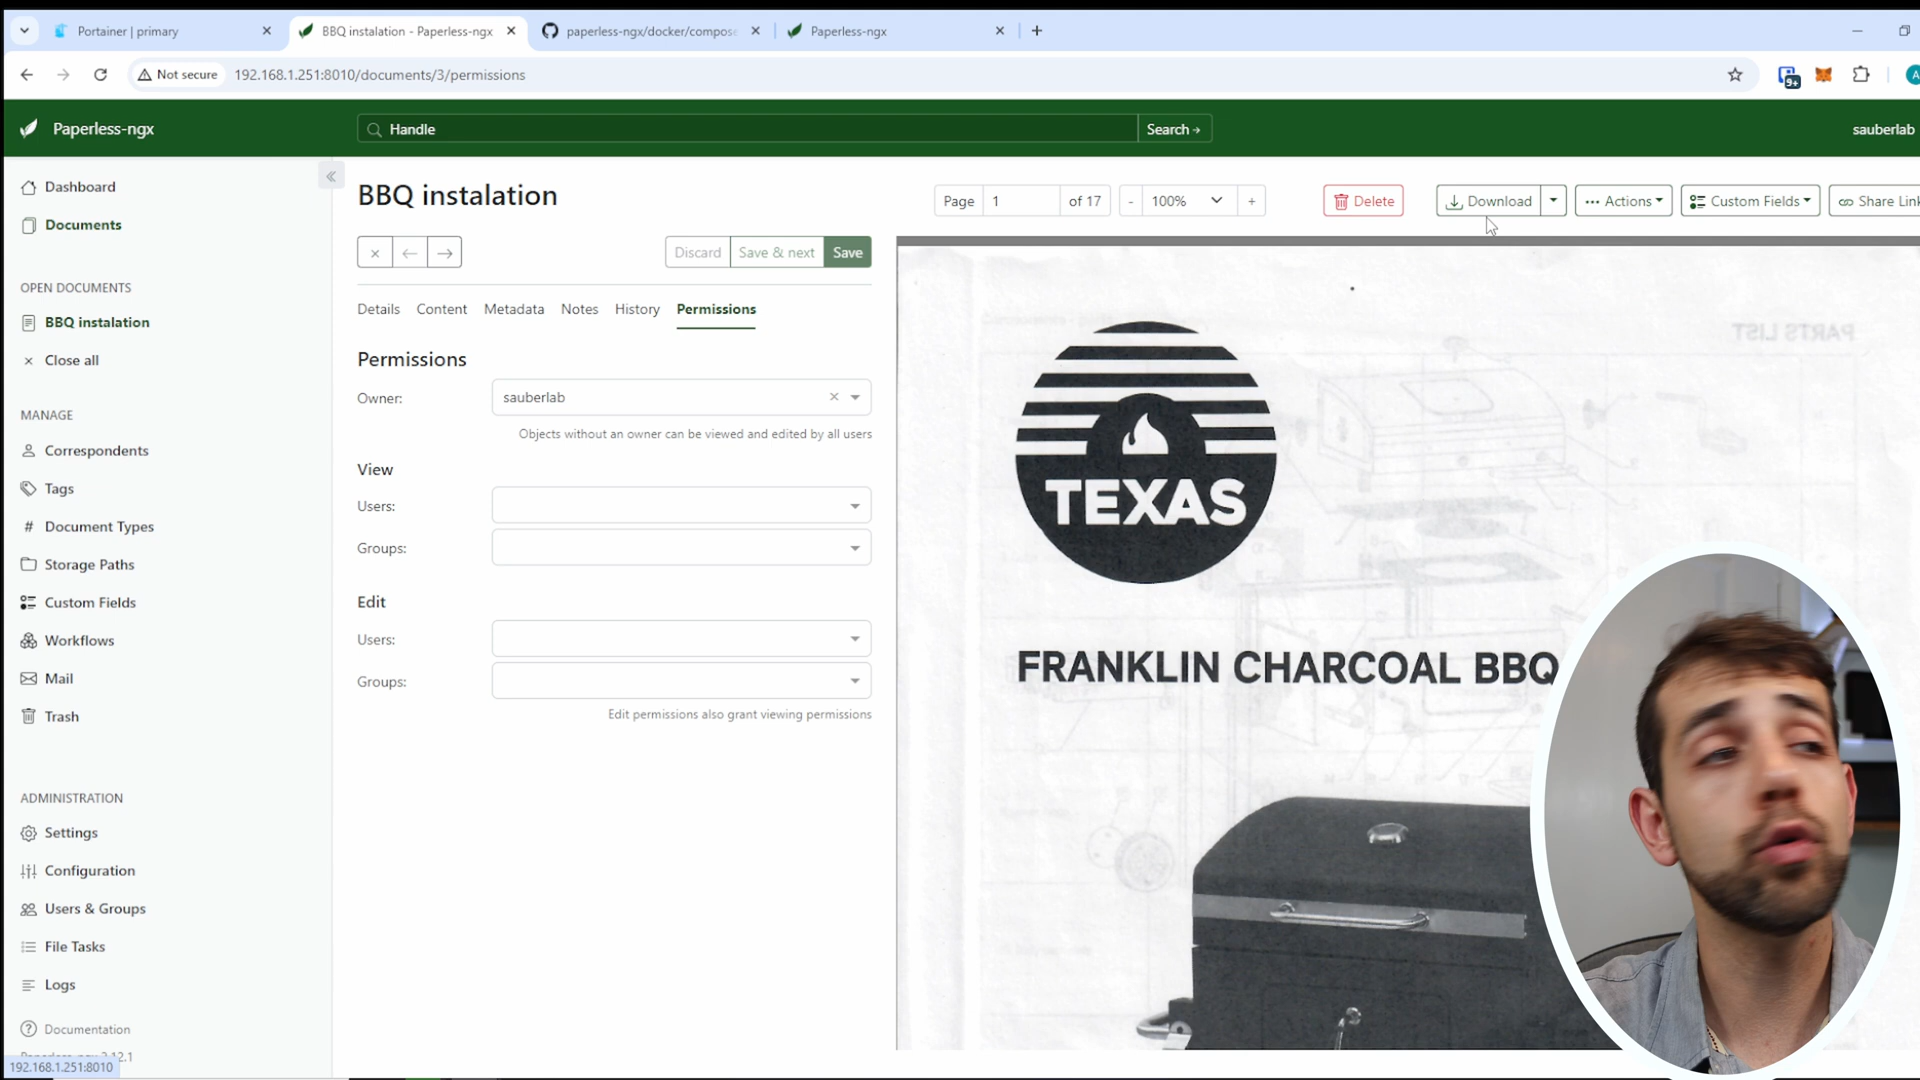 Portainer | primary
BBQ instalation - Paperless-ngx
paperless-ngx/docker/compose
Paperless-ngx
Not secure
192.168.1.251:8010/documents/3/permissions
9+
A
Paperless-ngx
Handle
Search
sauberlab
Dashboard
Documents
OPEN DOCUMENTS
BBQ instalation
Close all
MANAGE
Correspondents
Tags
Document Types
Storage Paths
Custom Fields
Workflows
Mail
Trash
ADMINISTRATION
Settings
Configuration
Users & Groups
File Tasks
Logs
Documentation
192.168.1.251:8010
BBQ instalation
Discard
Save & next
Save
Details
Content
Metadata
Notes
History
Permissions
Permissions
Owner:
sauberlab
Objects without an owner can be viewed and edited by all users
View
Users:
Groups:
Edit
Users:
Groups:
Edit permissions also grant viewing permissions
Page
1
of 17
-
100%
+
Delete
Download
Actions
Custom Fields
Share Link
PARTS LIST
TEXAS
FRANKLIN CHARCOAL BBQ